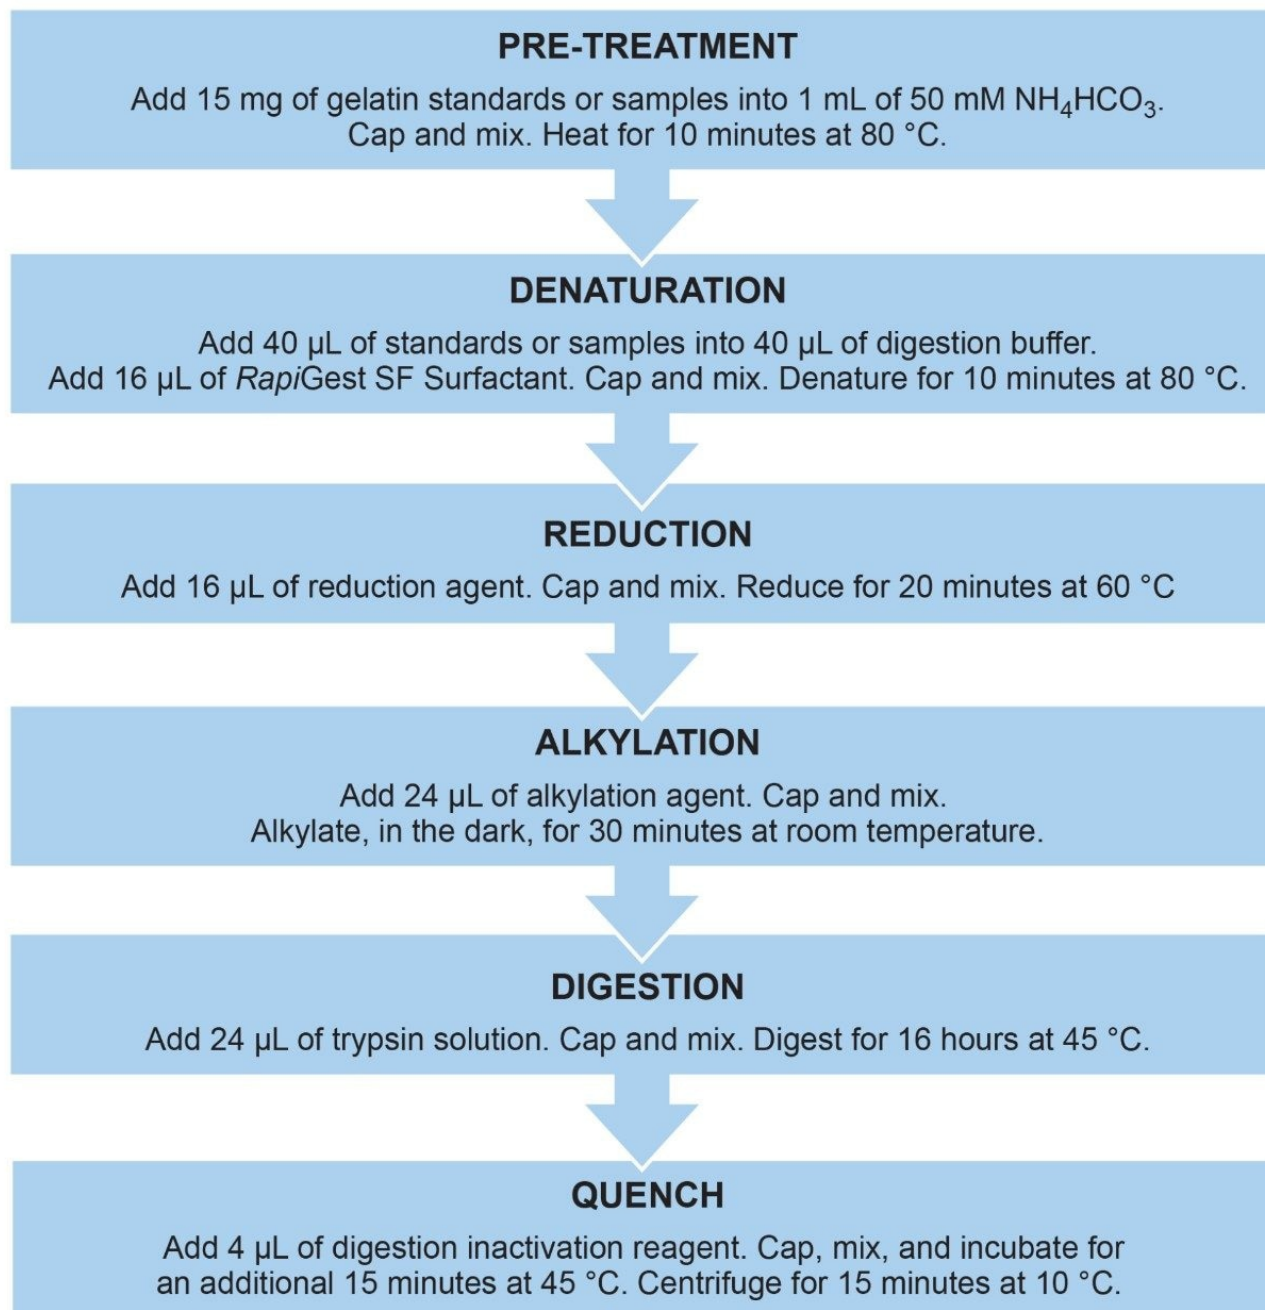 PRE-TREATMENT
Add 15 mg of gelatin standards or samples into 1 mL of 50 mM NH₄HCO₃.
Cap and mix. Heat for 10 minutes at 80 °C.
DENATURATION
Add 40 µL of standards or samples into 40 µL of digestion buffer.
Add 16 µL of RapiGest SF Surfactant. Cap and mix. Denature for 10 minutes at 80 °C.
REDUCTION
Add 16 µL of reduction agent. Cap and mix. Reduce for 20 minutes at 60 °C
ALKYLATION
Add 24 µL of alkylation agent. Cap and mix.
Alkylate, in the dark, for 30 minutes at room temperature.
DIGESTION
Add 24 µL of trypsin solution. Cap and mix. Digest for 16 hours at 45 °C.
QUENCH
Add 4 µL of digestion inactivation reagent. Cap, mix, and incubate for
an additional 15 minutes at 45 °C. Centrifuge for 15 minutes at 10 °C.